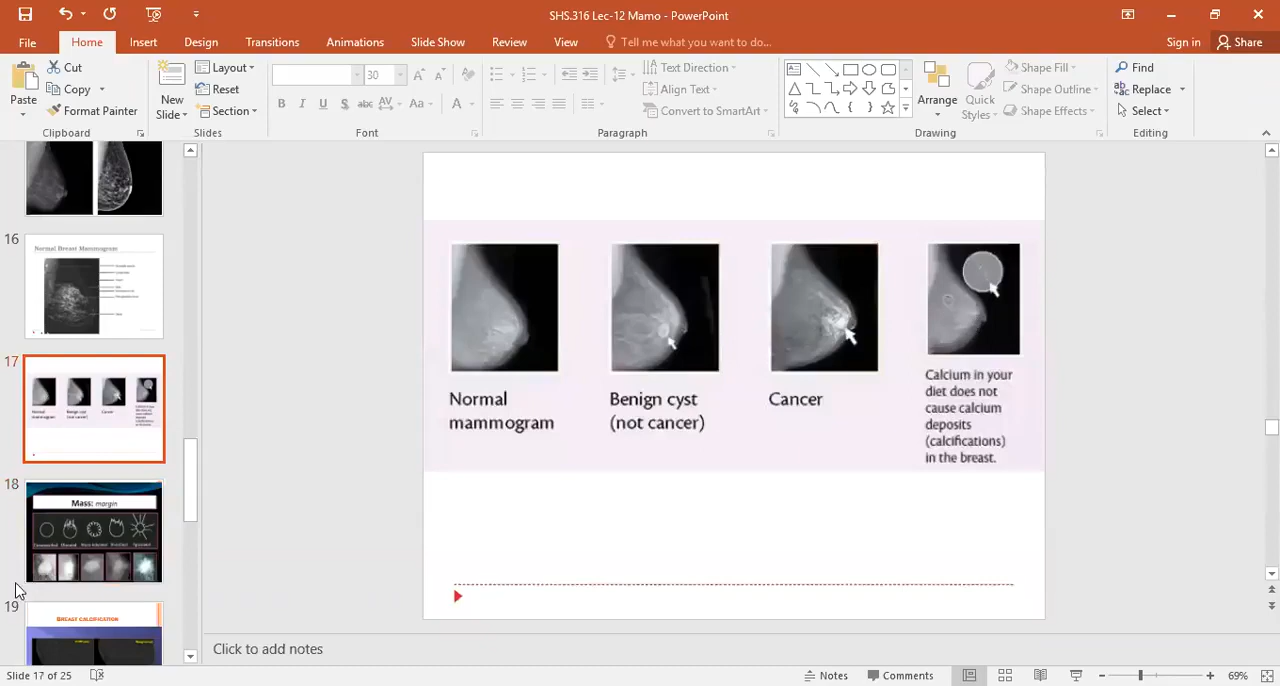 SHS.316 Lec-12 Mamo - PowerPoint
File Home Insert Design Transitions Animations Slide Show Review View Tell me what you want to do... Sign in Share
Paste Cut Copy Format Painter Clipboard
New Slide Layout Reset Section Slides
30 Font
Text Direction Align Text Convert to SmartArt Paragraph
Arrange Quick Styles Shape Fill Shape Outline Shape Effects Drawing
Find Replace Select Editing
16
Normal Breast Mammogram
17
18
Mass: margin
19
BREAST CALCIFICATION
Normal
mammogram
Benign cyst
(not cancer)
Cancer
Calcium in your
diet does not
cause calcium
deposits
(calcifications)
in the breast.
Click to add notes
Slide 17 of 25 Notes Comments 69%